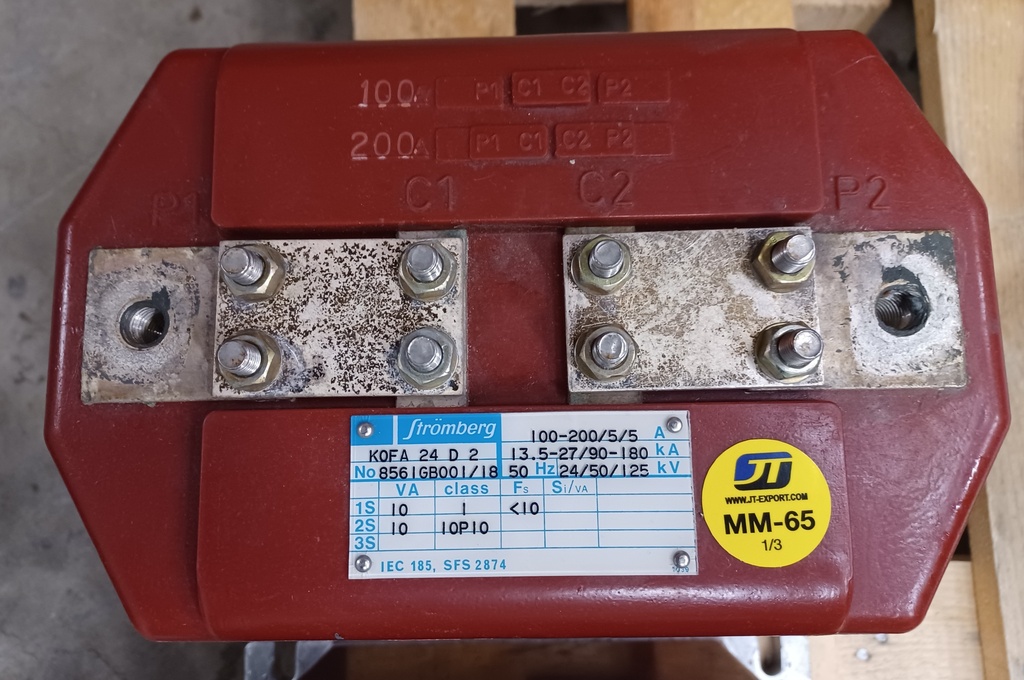 100A P1 C1 C2 P2
200A P1 C1 C2 P2
P1 C1 C2 P2
Strömberg 100-200/5/5 A
KOFA 24 D 2 13.5-27/90-180 kA
No 8561GB001/18 50 Hz 24/50/125 kV
VA class Fs Si/VA
1S 10 1 <10
2S 10 10P10
3S
IEC 185, SFS 2874
JT
WWW.JT-EXPORT.COM
MM-65
1/3